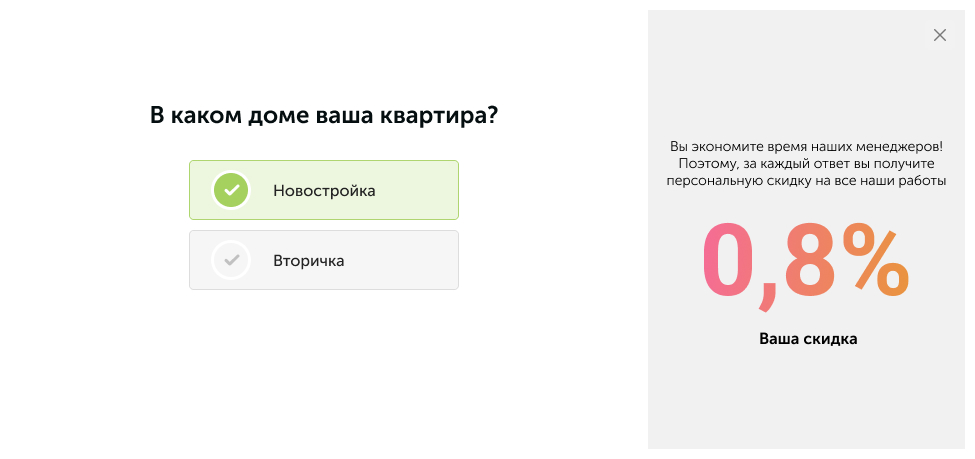 В каком доме ваша квартира?
Новостройка
Вторичка
Вы экономите время наших менеджеров!
Поэтому, за каждый ответ вы получите
персональную скидку на все наши работы
0,8%
Ваша скидка